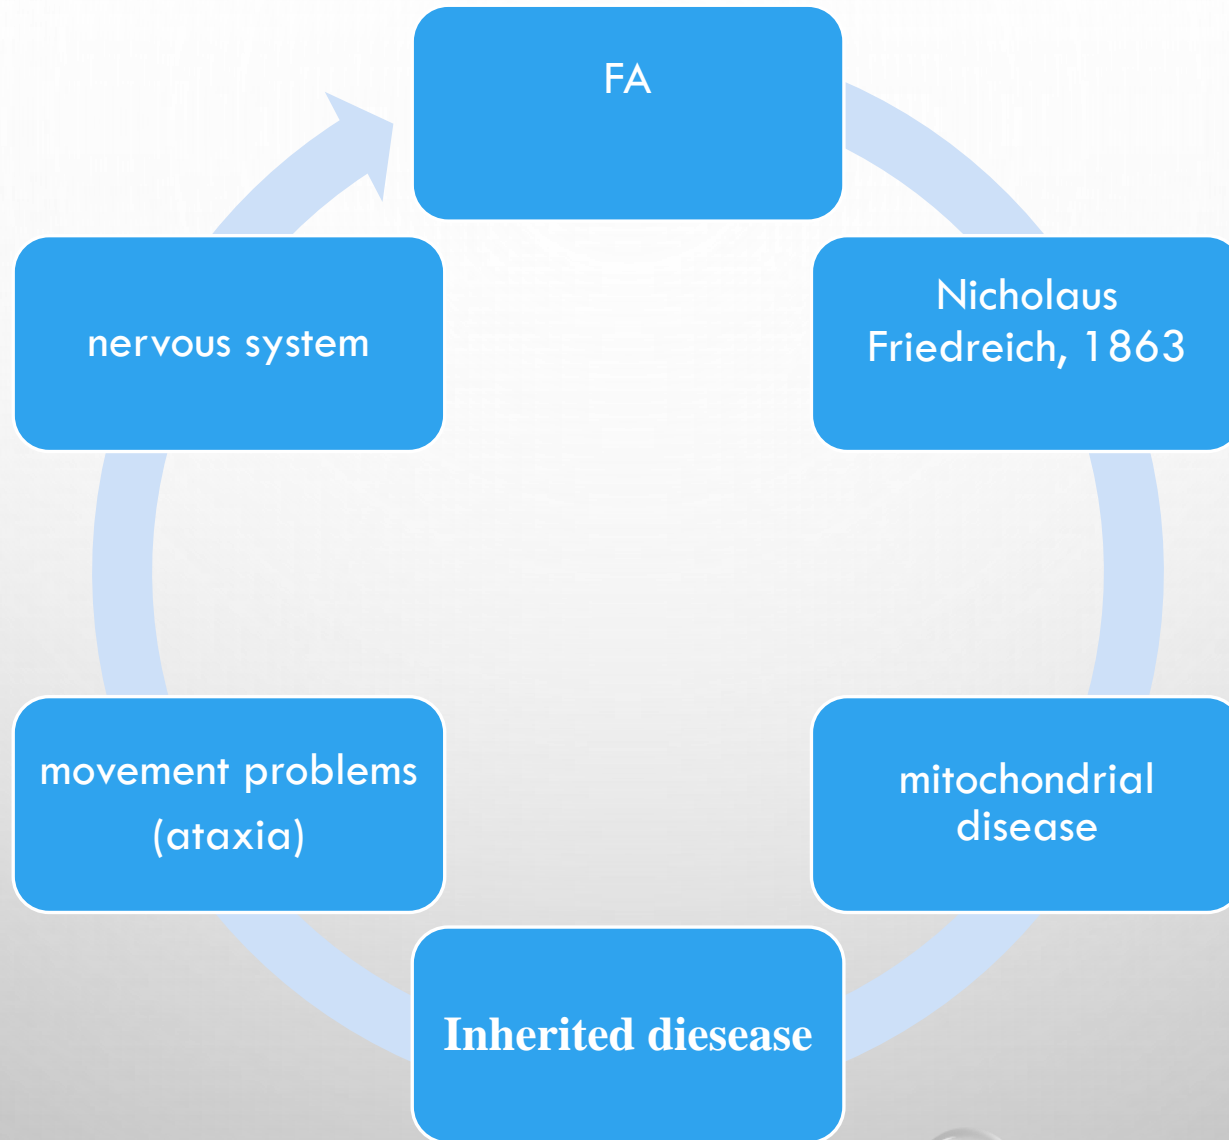 FA
Nicholaus
Friedreich, 1863
mitochondrial
disease
Inherited diesease
movement problems
(ataxia)
nervous system